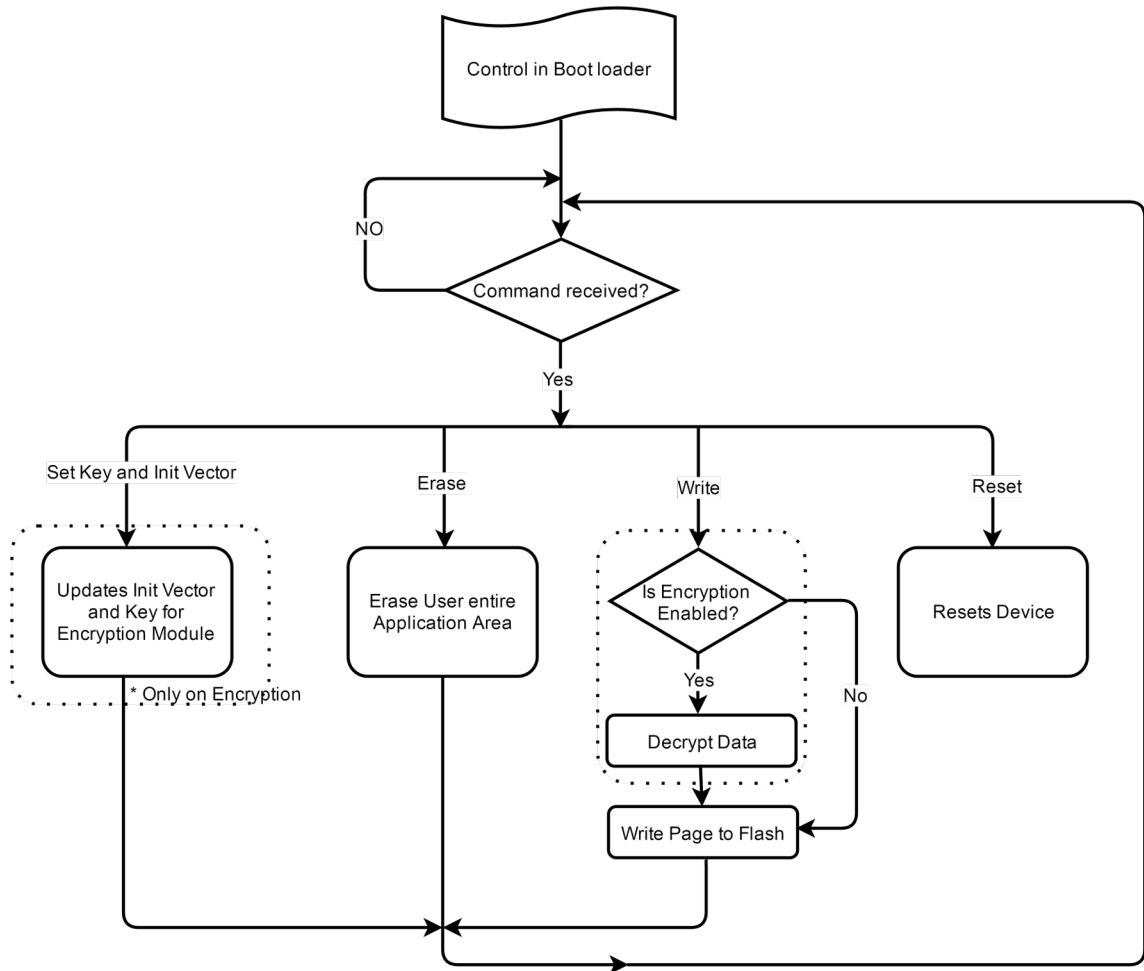 Control in Boot loader
NO
Command received?
Yes
Set Key and Init Vector
Erase
Write
Reset
Updates Init Vector
and Key for
Encryption Module
Erase User entire
Application Area
Is Encryption
Enabled?
Resets Device
* Only on Encryption
Yes
No
Decrypt Data
Write Page to Flash